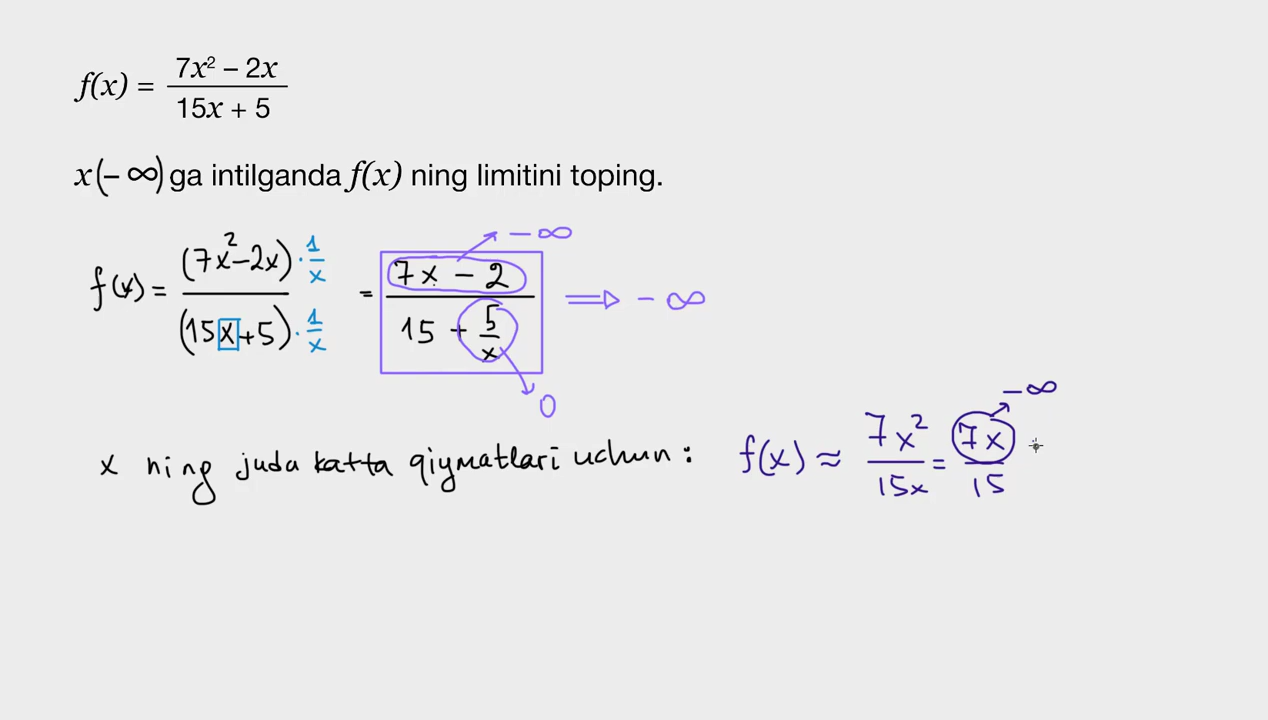 f(x) = (7x² – 2x) / (15x + 5)
x (– ∞) ga intilganda f(x) ning limitini toping.
f(x) = ((7x² – 2x) · 1/x) / ((15x + 5) · 1/x) = (7x – 2) / (15 + 5/x) ⟹ – ∞
→ – ∞
→ 0
x ning juda katta qiymatlari uchun: f(x) ≈ 7x² / 15x = 7x / 15
→ – ∞